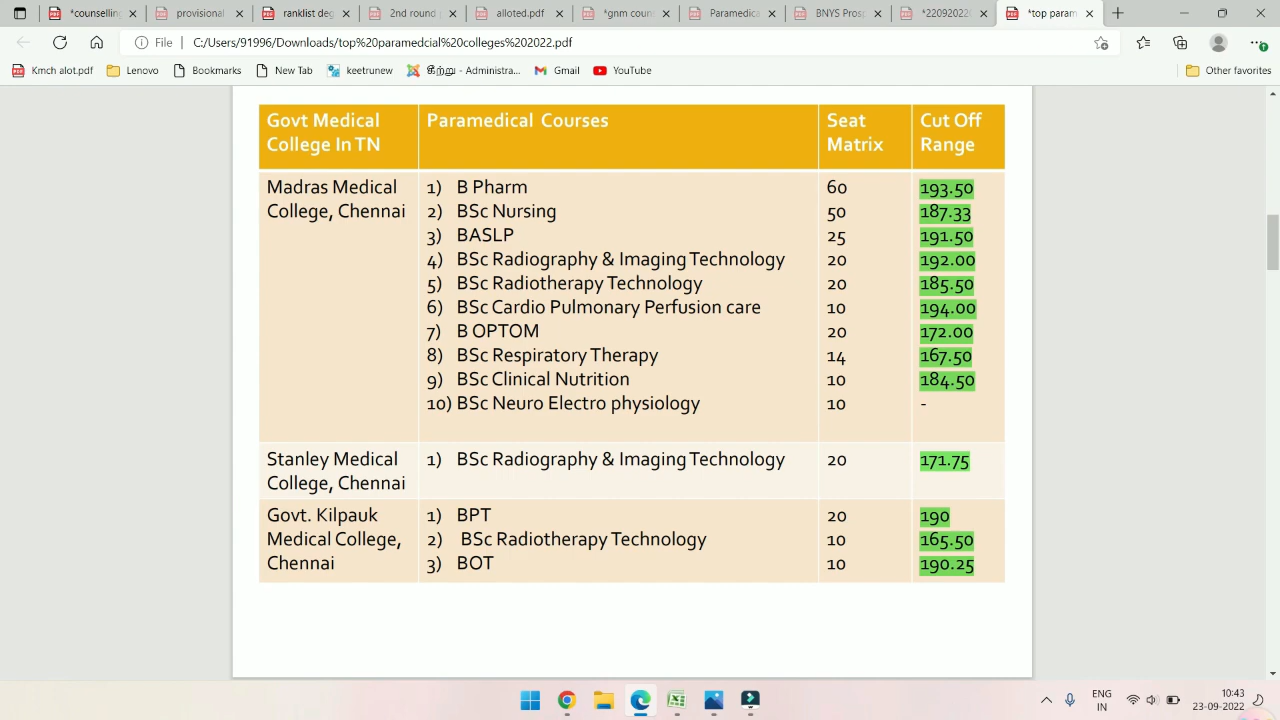 *counselling
provisional
ranklist deg
2nd round
alloted.pdf
*gnm coun
Paramedica
BNYS Prosp
*22092022
*top param
File | C:/Users/91996/Downloads/top%20paramedcial%20colleges%202022.pdf
Kmch alot.pdf Lenovo Bookmarks New Tab keetrunew - Administra... Gmail YouTube Other favorites
Govt Medical College In TN | Paramedical Courses | Seat Matrix | Cut Off Range
Madras Medical College, Chennai
1) B Pharm 60 193.50
2) BSc Nursing 50 187.33
3) BASLP 25 191.50
4) BSc Radiography & Imaging Technology 20 192.00
5) BSc Radiotherapy Technology 20 185.50
6) BSc Cardio Pulmonary Perfusion care 10 194.00
7) B OPTOM 20 172.00
8) BSc Respiratory Therapy 14 167.50
9) BSc Clinical Nutrition 10 184.50
10) BSc Neuro Electro physiology 10 -
Stanley Medical College, Chennai
1) BSc Radiography & Imaging Technology 20 171.75
Govt. Kilpauk Medical College, Chennai
1) BPT 20 190
2) BSc Radiotherapy Technology 10 165.50
3) BOT 10 190.25
ENG IN
10:43
23-09-2022